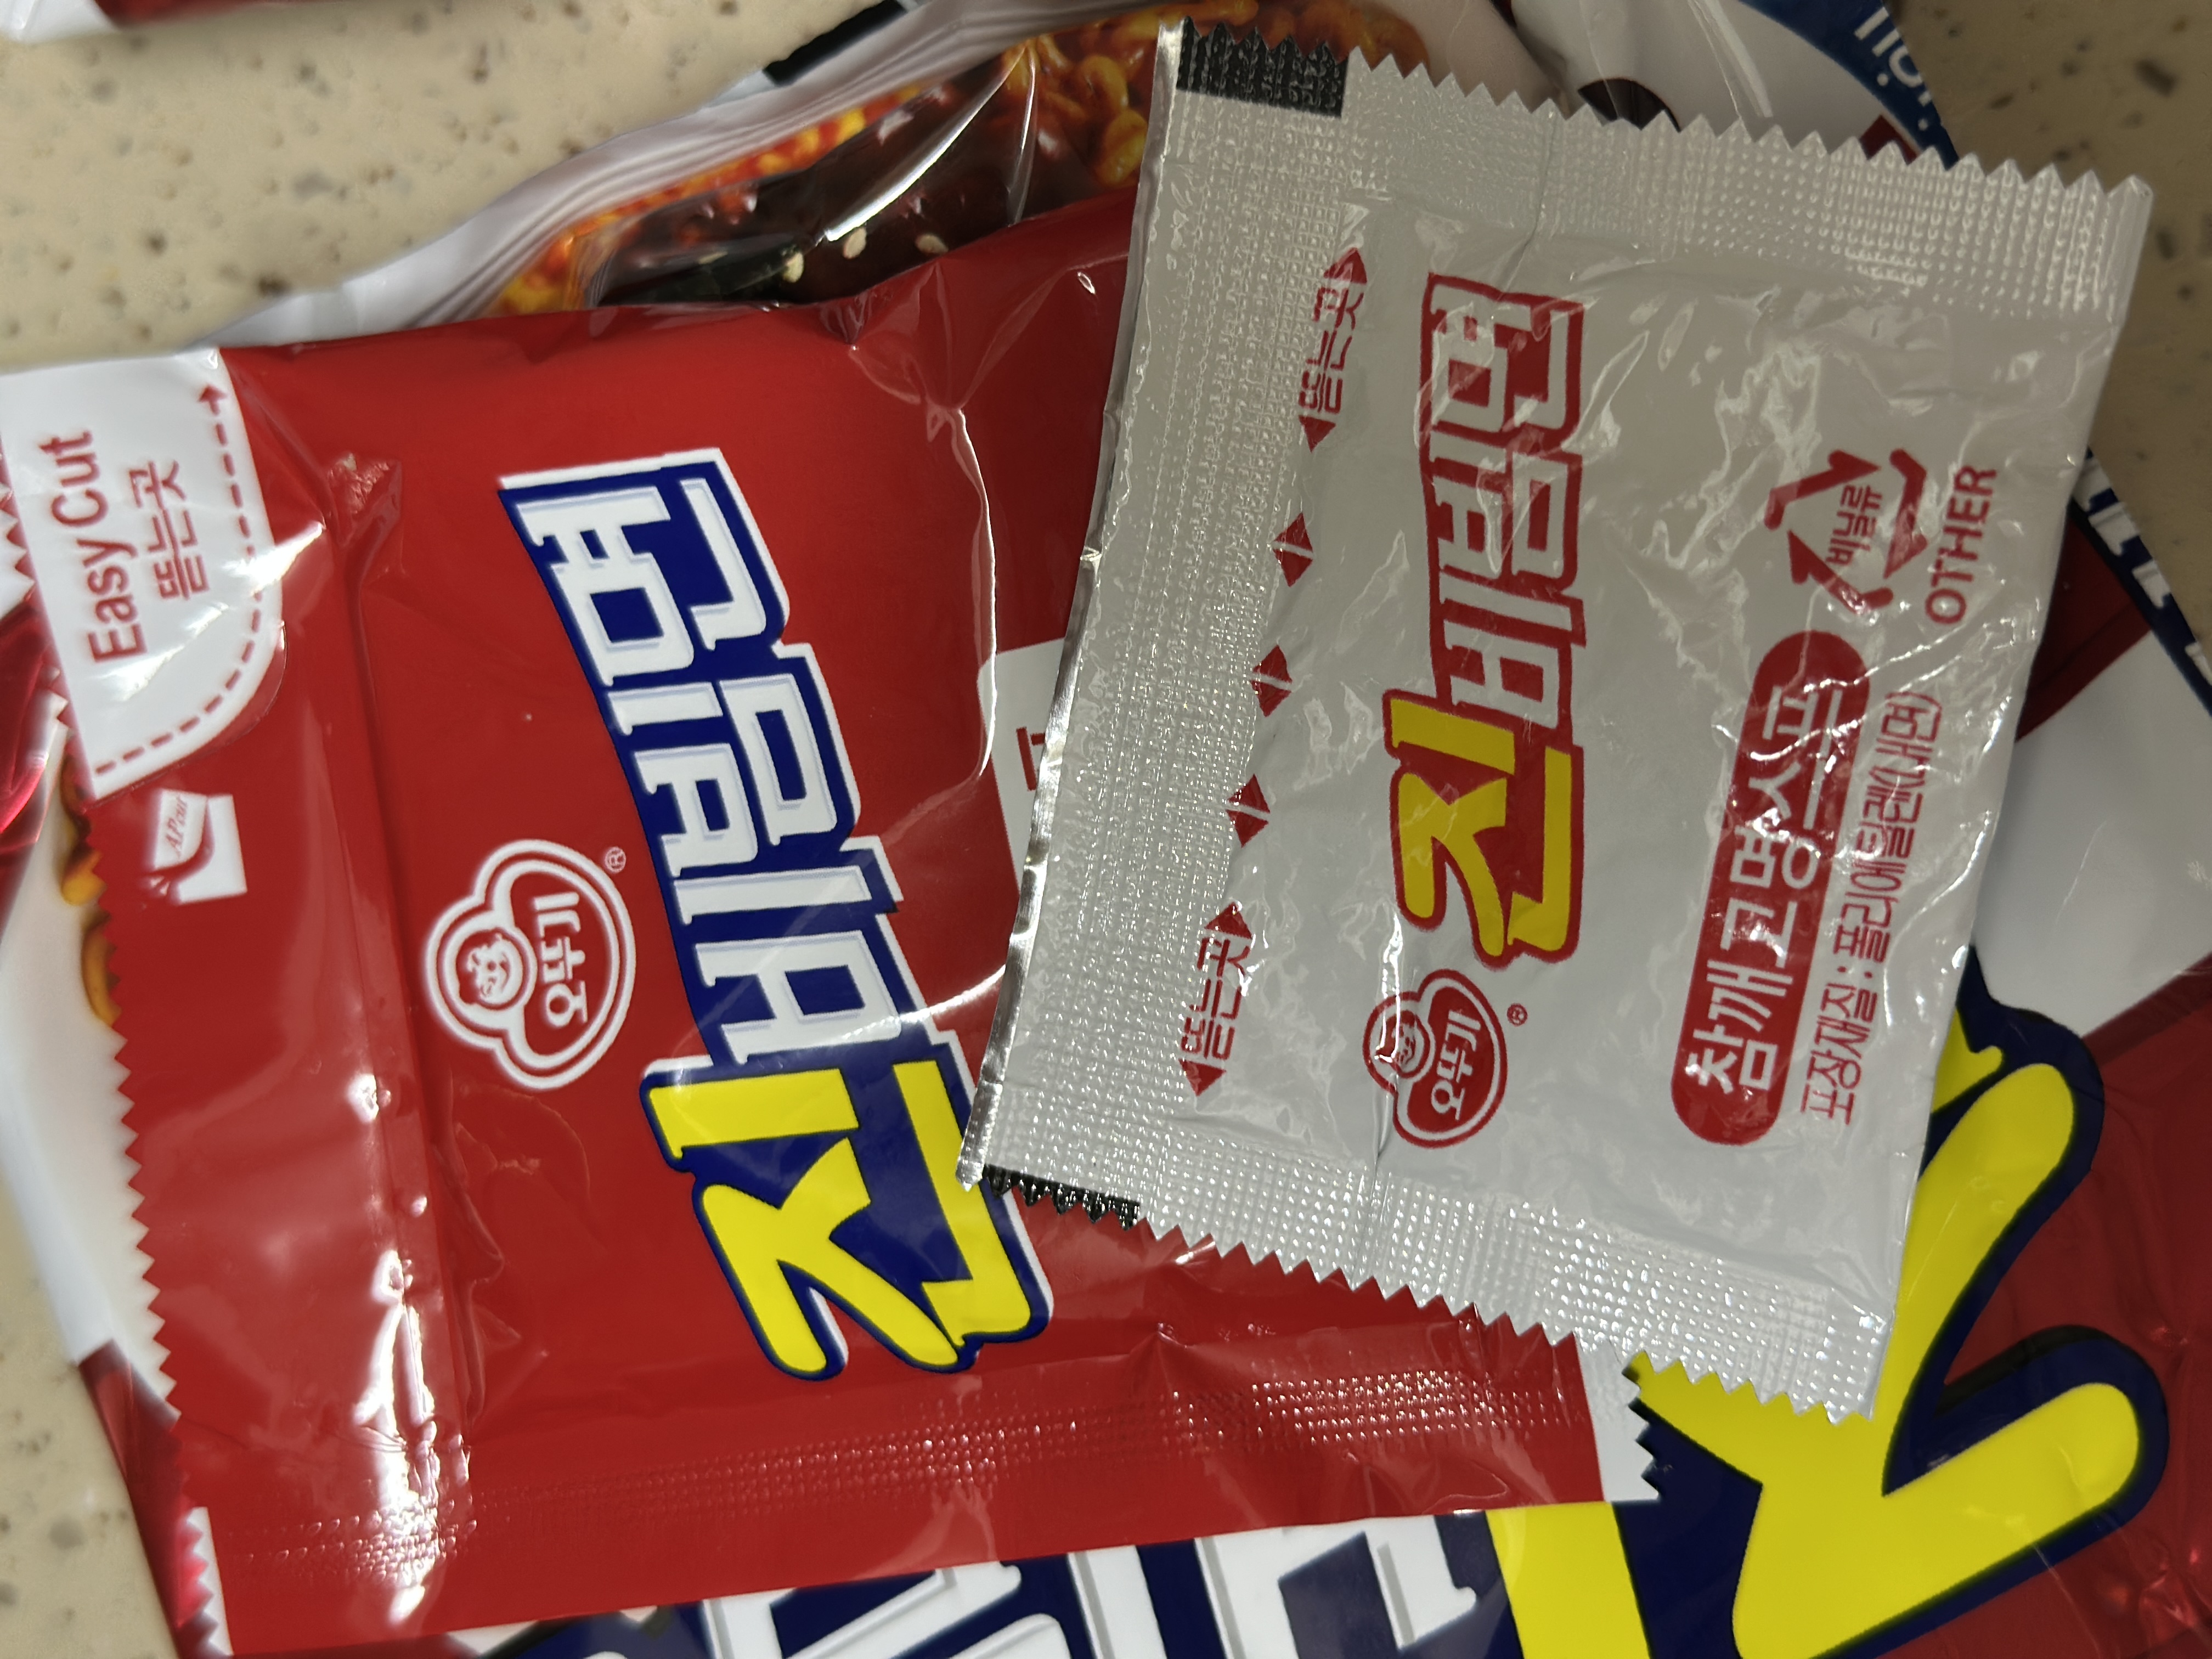 Easy Cut
뜯는곳
APcut
오뚜기®
진비빔면
뜯는곳 뜯는곳
오뚜기®
진비빔면
참깨고명스프
포장재질 : 폴리에틸렌(내면)
비닐류
OTHER